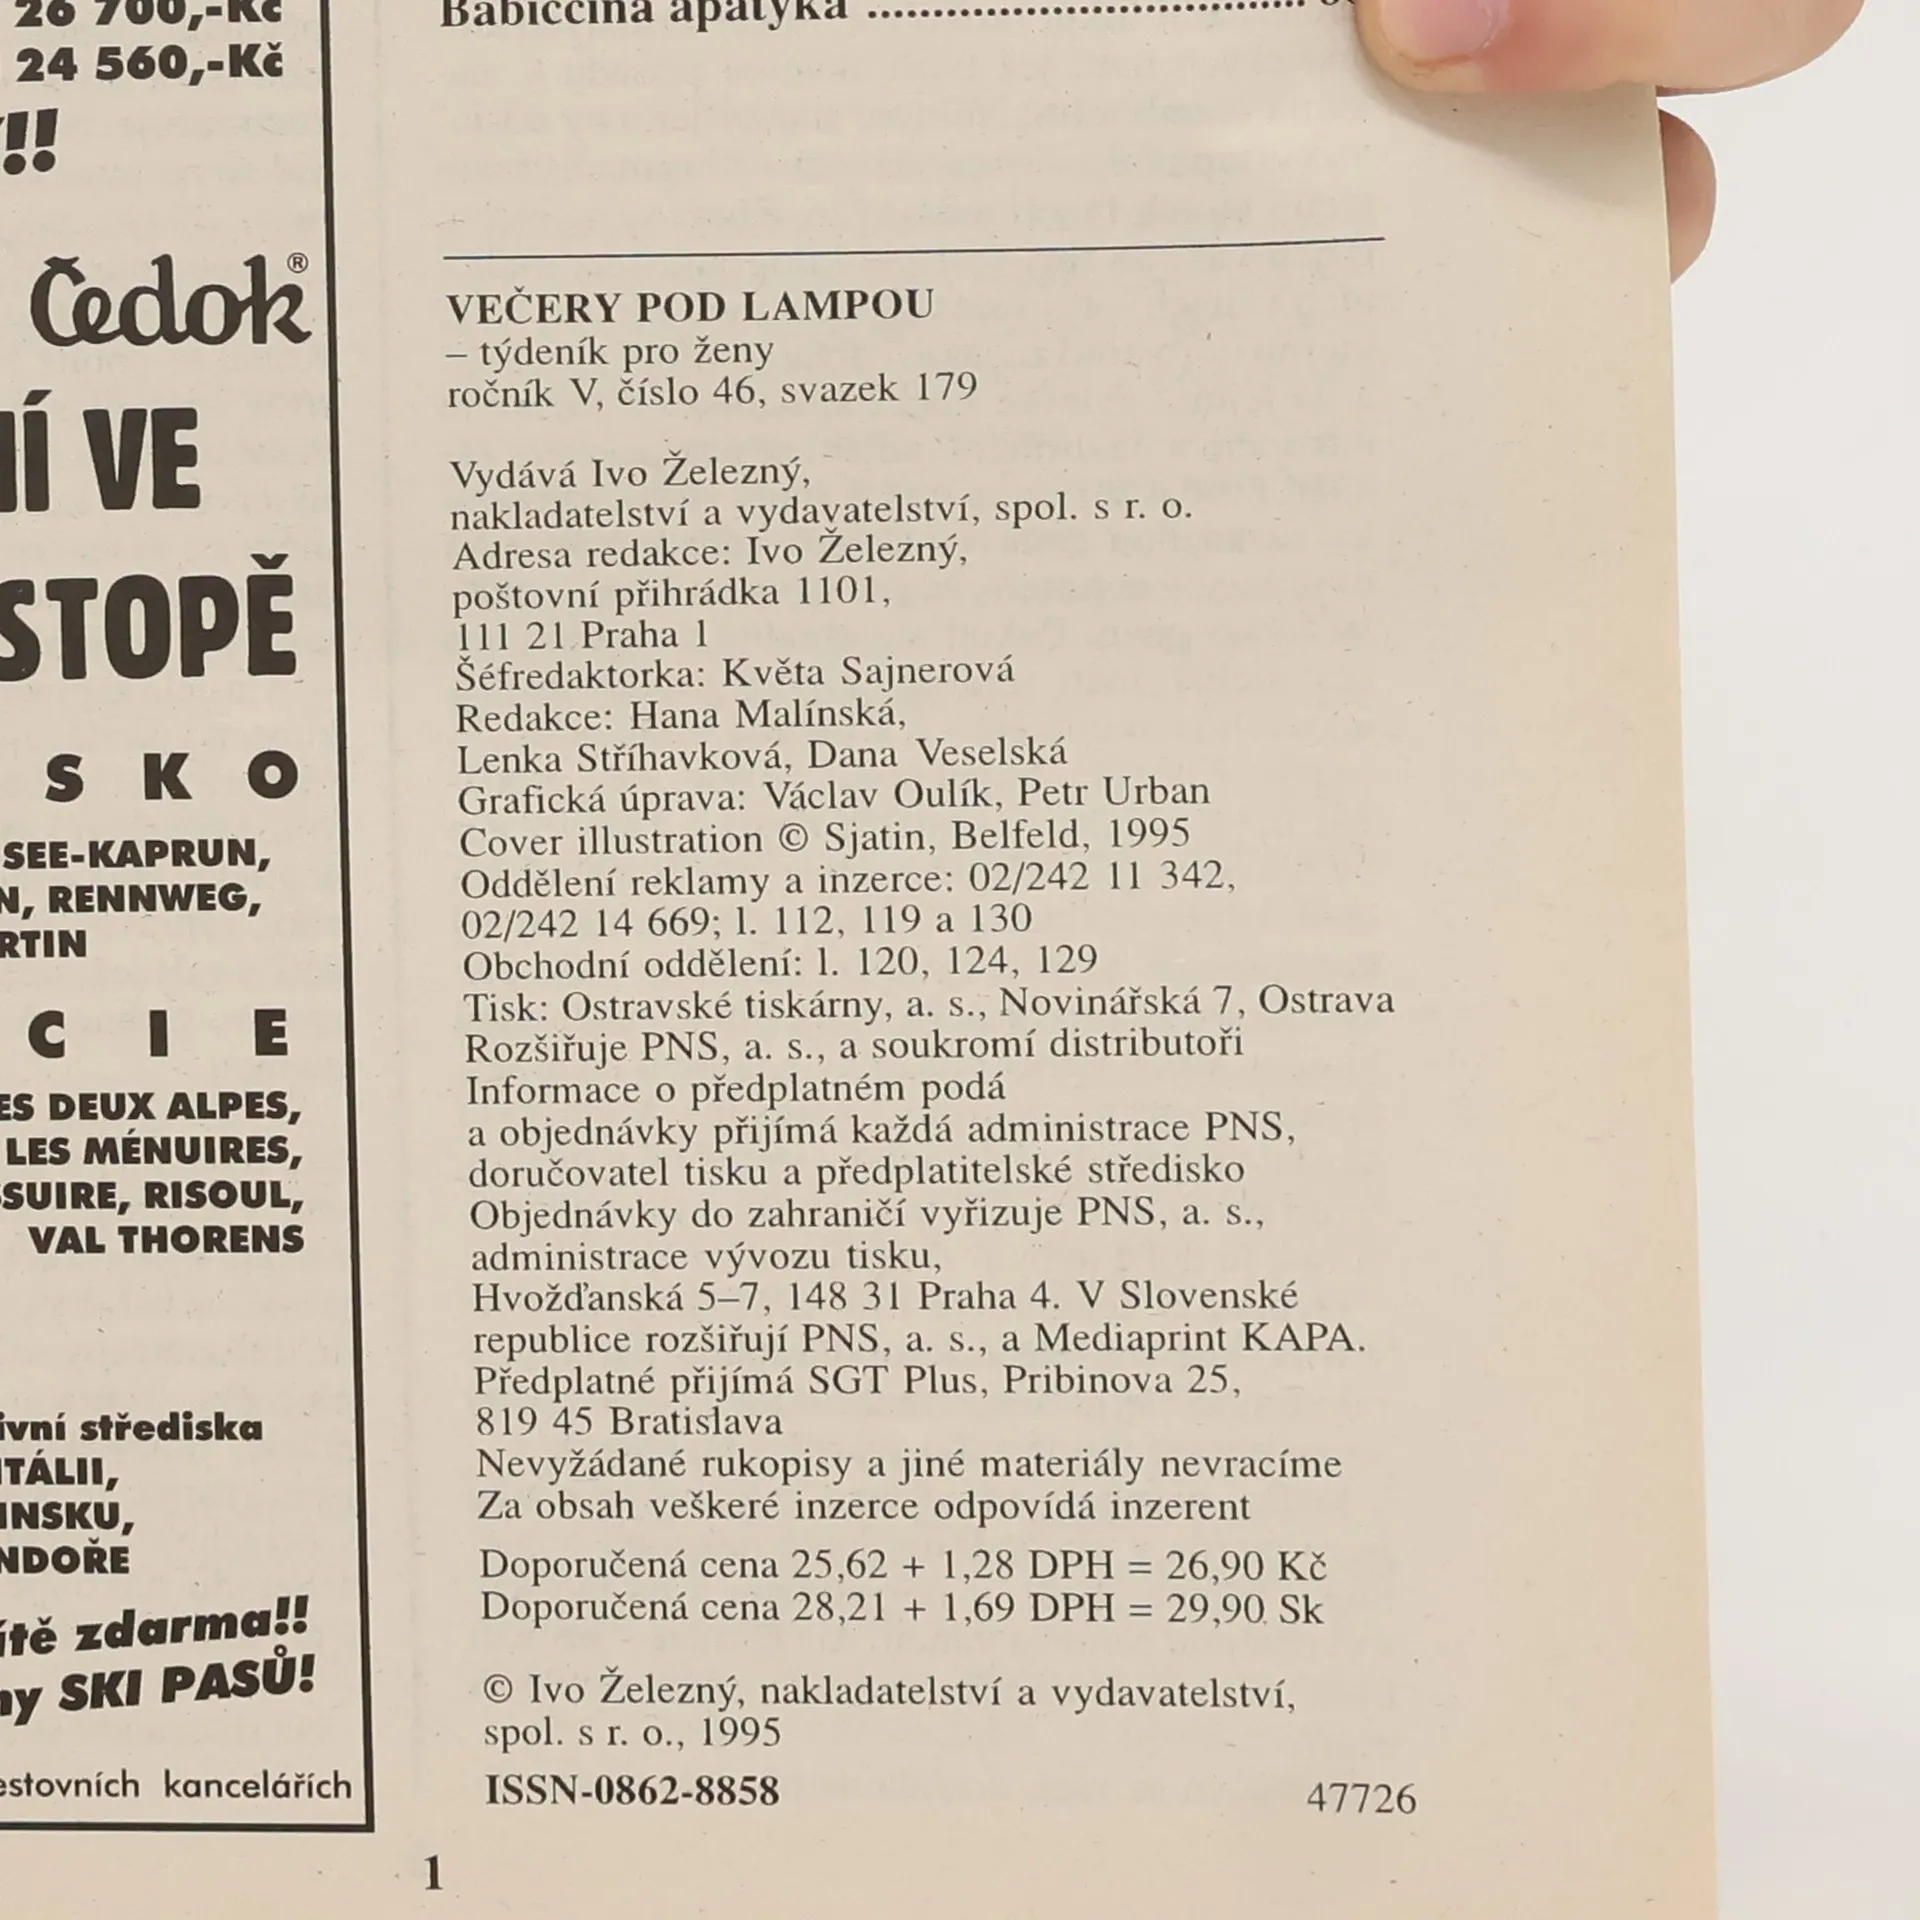 26 700,-Kč
24 560,-Kč
!!
Čedok®
NÍ VE
STOPĚ
S K O
SEE-KAPRUN,
N, RENNWEG,
RTIN
C I E
ES DEUX ALPES,
LES MÉNUIRES,
SSUIRE, RISOUL,
VAL THORENS
ivní střediska
ITÁLII,
INSKU,
NDOŘE
ítě zdarma!!
ny SKI PASŮ!
estovních kancelářích
Babiččina apatyka
VEČERY POD LAMPOU
– týdeník pro ženy
ročník V, číslo 46, svazek 179
Vydává Ivo Železný,
nakladatelství a vydavatelství, spol. s r. o.
Adresa redakce: Ivo Železný,
poštovní přihrádka 1101,
111 21 Praha 1
Šéfredaktorka: Květa Sajnerová
Redakce: Hana Malínská,
Lenka Stříhavková, Dana Veselská
Grafická úprava: Václav Oulík, Petr Urban
Cover illustration © Sjatin, Belfeld, 1995
Oddělení reklamy a inzerce: 02/242 11 342,
02/242 14 669; l. 112, 119 a 130
Obchodní oddělení: l. 120, 124, 129
Tisk: Ostravské tiskárny, a. s., Novinářská 7, Ostrava
Rozšiřuje PNS, a. s., a soukromí distributoři
Informace o předplatném podá
a objednávky přijímá každá administrace PNS,
doručovatel tisku a předplatitelské středisko
Objednávky do zahraničí vyřizuje PNS, a. s.,
administrace vývozu tisku,
Hvožďanská 5–7, 148 31 Praha 4. V Slovenské
republice rozšiřují PNS, a. s., a Mediaprint KAPA.
Předplatné přijímá SGT Plus, Pribinova 25,
819 45 Bratislava
Nevyžádané rukopisy a jiné materiály nevracíme
Za obsah veškeré inzerce odpovídá inzerent
Doporučená cena 25,62 + 1,28 DPH = 26,90 Kč
Doporučená cena 28,21 + 1,69 DPH = 29,90 Sk
© Ivo Železný, nakladatelství a vydavatelství,
spol. s r. o., 1995
ISSN-0862-8858 47726
1